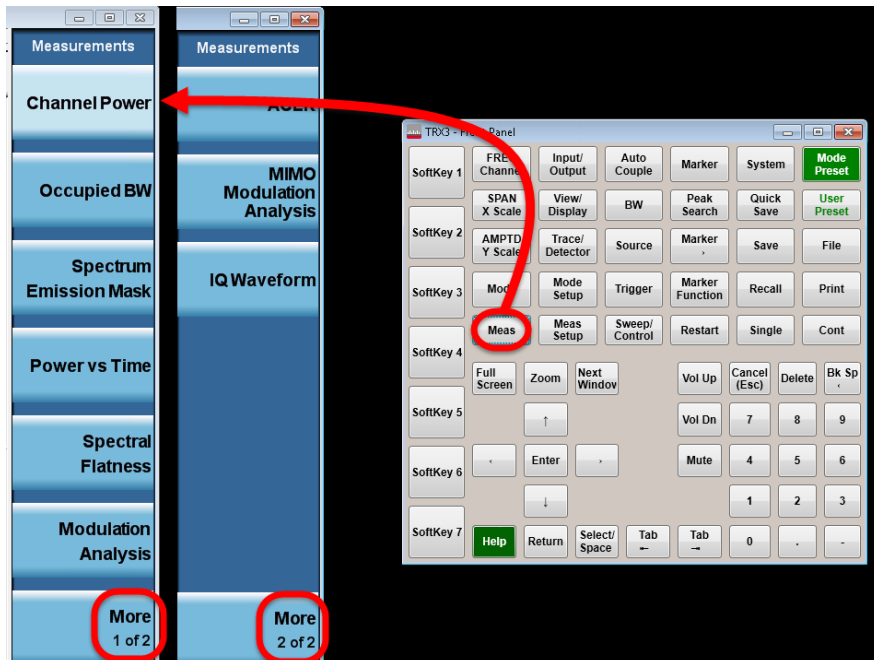 Measurements
Channel Power
Occupied BW
Spectrum
Emission Mask
Power vs Time
Spectral
Flatness
Modulation
Analysis
More
1 of 2
Measurements
MIMO
Modulation
Analysis
IQ Waveform
More
2 of 2
TRX3 - Panel
SoftKey 1
SoftKey 2
SoftKey 3
SoftKey 4
SoftKey 5
SoftKey 6
SoftKey 7
Input/
Output
Auto
Couple
Marker
System
Mode
Preset
SPAN
X Scale
View/
Display
BW
Peak
Search
Quick
Save
User
Preset
AMPTD
Y Scale
Trace/
Detector
Source
Marker
›
Save
File
Mode
Setup
Trigger
Marker
Function
Recall
Print
Meas
Meas
Setup
Sweep/
Control
Restart
Single
Cont
Full
Screen
Zoom
Next
Window
Vol Up
Cancel
(Esc)
Delete
Bk Sp
‹
↑
Vol Dn
7
8
9
‹
Enter
›
Mute
4
5
6
↓
1
2
3
Help
Return
Select/
Space
Tab
←
Tab
→
0
.
-